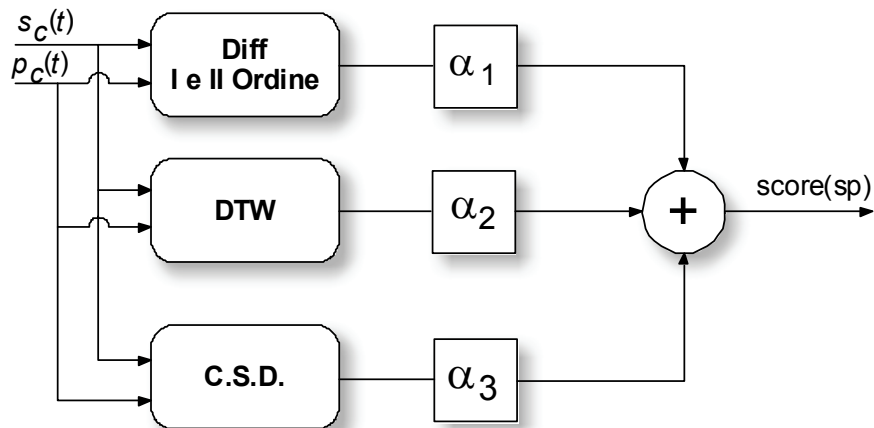 s_c(t)
p_c(t)
Diff
I e II Ordine
α1
DTW
α2
+
score(sp)
C.S.D.
α3